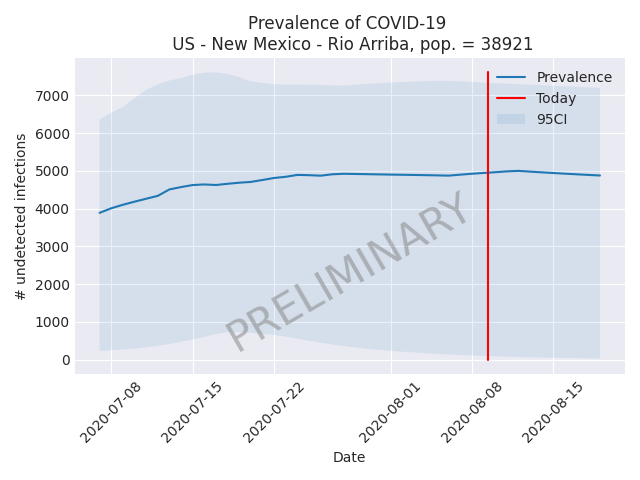 Prevalence of COVID-19
US - New Mexico - Rio Arriba, pop. = 38921
# undetected infections
7000
6000
5000
4000
3000
2000
1000
0
Prevalence
Today
95CI
PRELIMINARY
2020-07-08
2020-07-15
2020-07-22
2020-08-01
2020-08-08
2020-08-15
Date